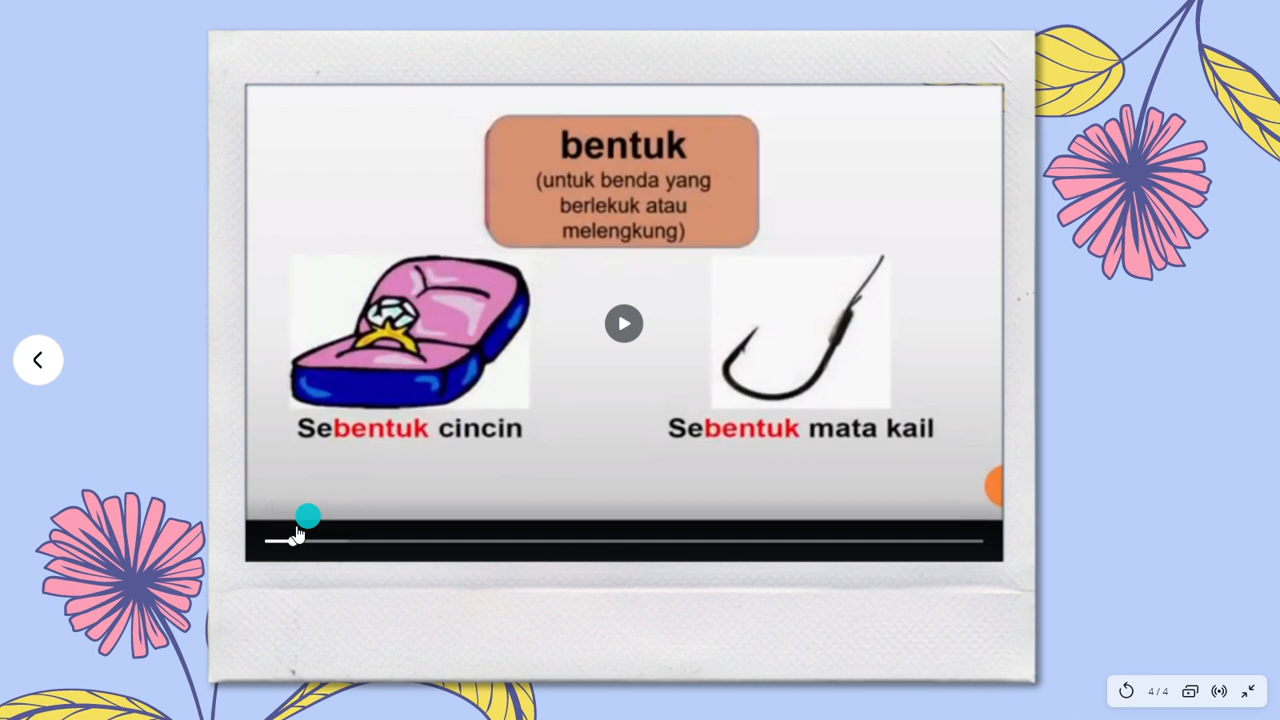 bentuk
(untuk benda yang
berlekuk atau
melengkung)
Sebentuk cincin
Sebentuk mata kail
4 / 4